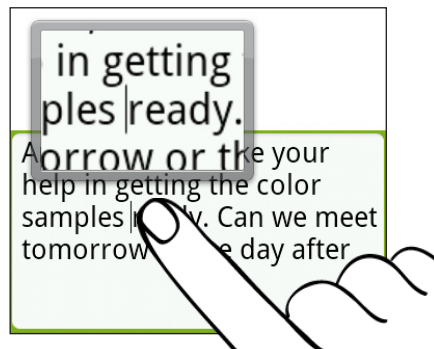 in getting
ples ready.
orrow or th
ke your
help in getting the color
samples ready. Can we meet
tomorrow day after